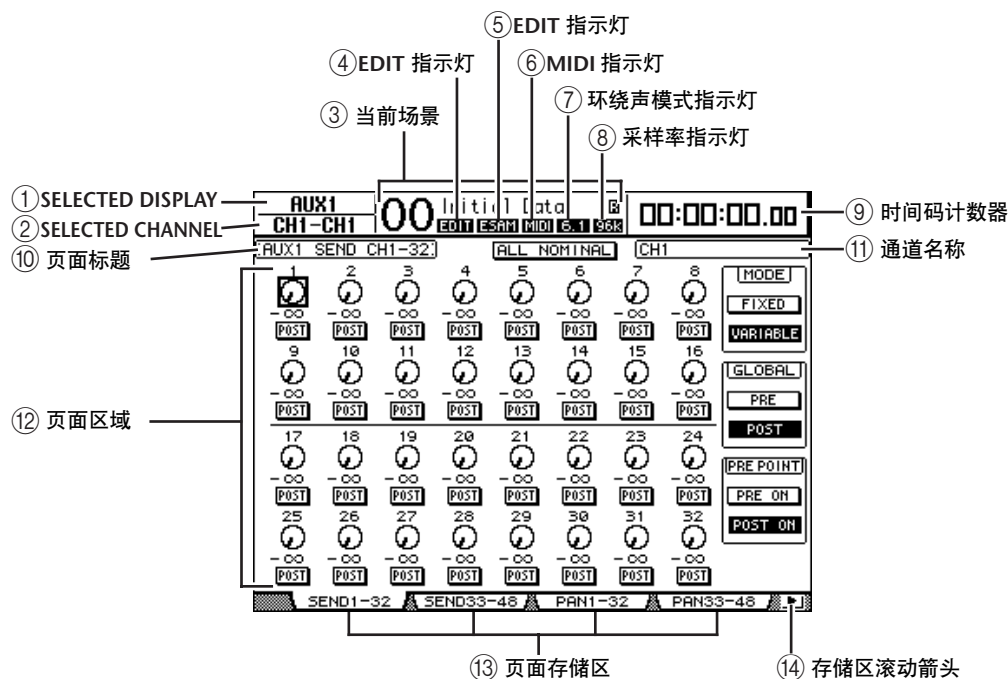 ⑤EDIT 指示灯
④EDIT 指示灯
⑥MIDI 指示灯
③ 当前场景
⑦ 环绕声模式指示灯
⑧ 采样率指示灯
①SELECTED DISPLAY
AUX1
00
Initial Data
00:00:00.00
⑨ 时间码计数器
②SELECTED CHANNEL
CH1-CH1
EDIT ESAM MIDI 6.1 96K
⑩ 页面标题
AUX1 SEND CH1-32
ALL NOMINAL
CH1
⑪ 通道名称
1 2 3 4 5 6 7 8
MODE
FIXED
-∞ -∞ -∞ -∞ -∞ -∞ -∞ -∞
POST POST POST POST POST POST POST POST
VARIABLE
9 10 11 12 13 14 15 16
GLOBAL
-∞ -∞ -∞ -∞ -∞ -∞ -∞ -∞
PRE
POST POST POST POST POST POST POST POST
⑫ 页面区域
POST
17 18 19 20 21 22 23 24
PRE POINT
-∞ -∞ -∞ -∞ -∞ -∞ -∞ -∞
POST POST POST POST POST POST POST POST
PRE ON
25 26 27 28 29 30 31 32
POST ON
-∞ -∞ -∞ -∞ -∞ -∞ -∞ -∞
POST POST POST POST POST POST POST POST
SEND1-32 SEND33-48 PAN1-32 PAN33-48
⑬ 页面存储区
⑭ 存储区滚动箭头